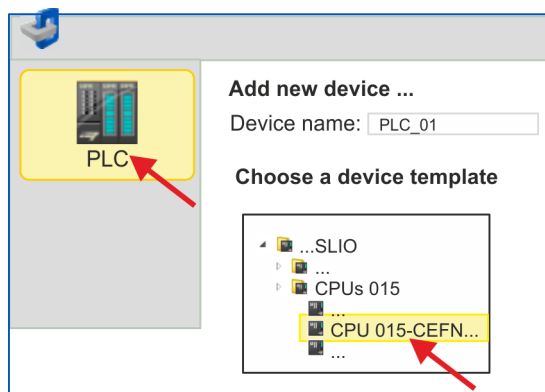 PLC
Add new device ...
Device name: PLC_01
Choose a device template
...SLIO
...
CPUs 015
...
CPU 015-CEFN...
...